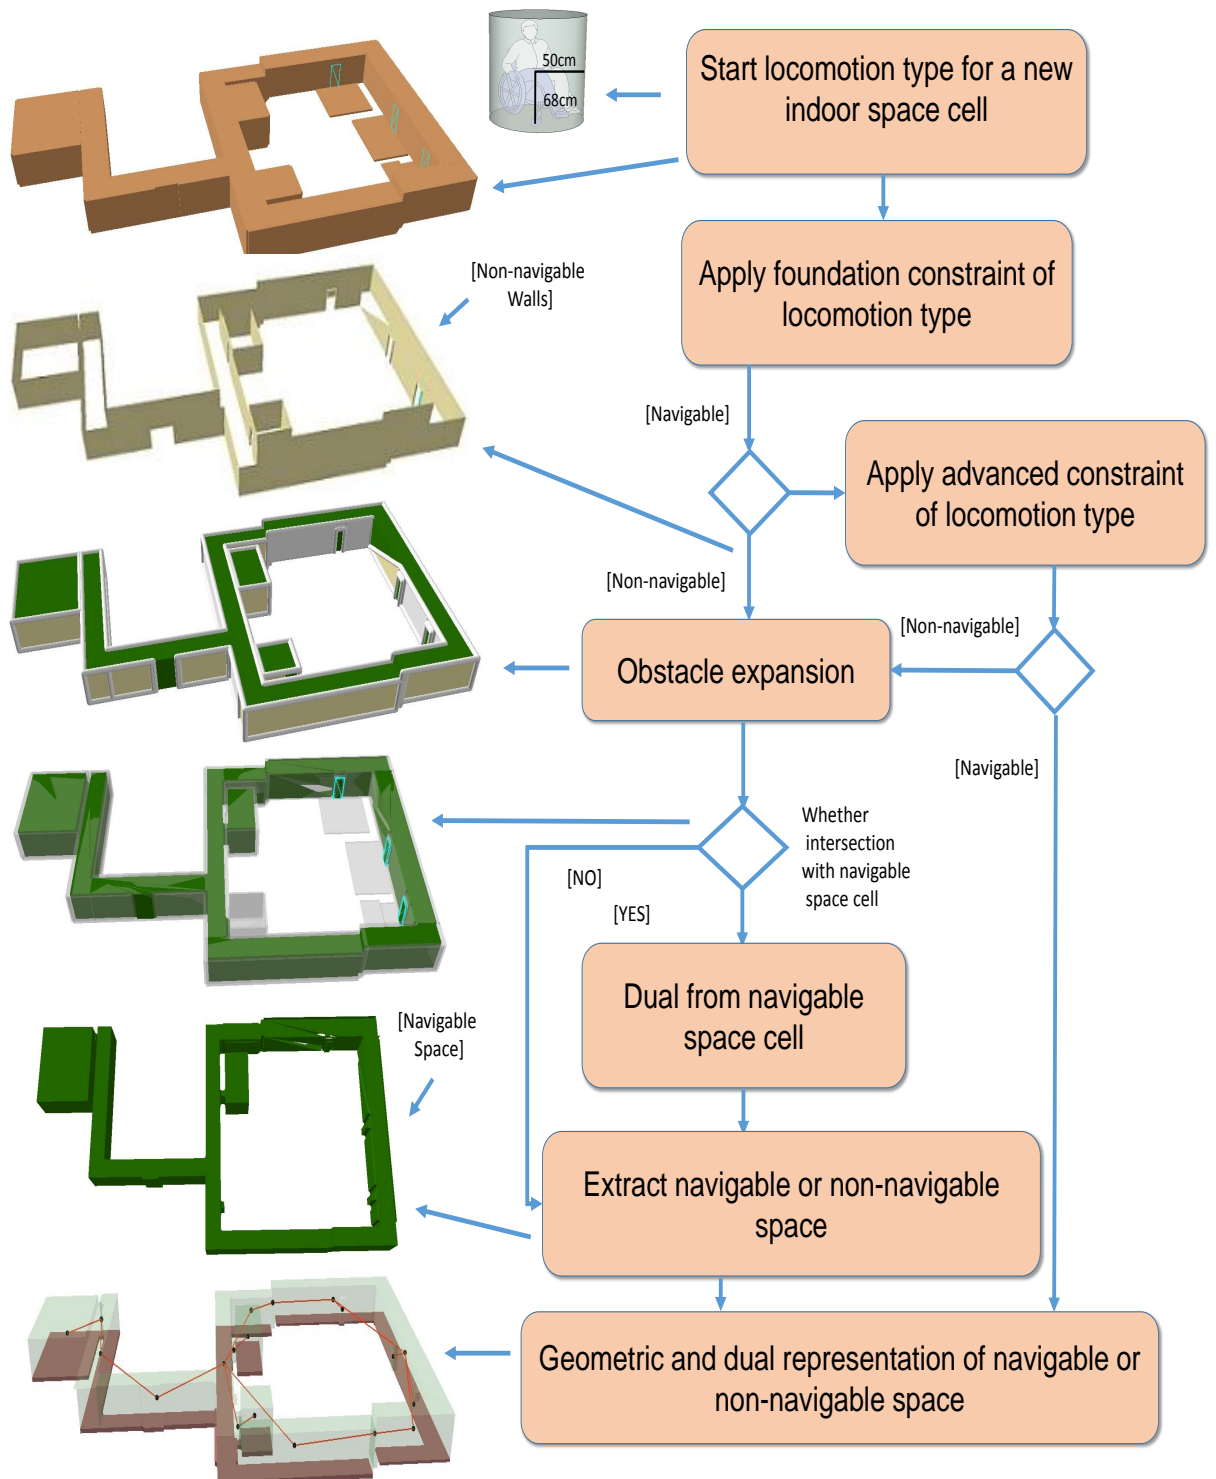 50cm
68cm
Start locomotion type for a new
indoor space cell
[Non-navigable
Walls]
Apply foundation constraint of
locomotion type
[Navigable]
Apply advanced constraint
of locomotion type
[Non-navigable]
[Non-navigable]
Obstacle expansion
[Navigable]
Whether
intersection
with navigable
space cell
[NO]
[YES]
Dual from navigable
space cell
[Navigable
Space]
Extract navigable or non-navigable
space
Geometric and dual representation of navigable or
non-navigable space